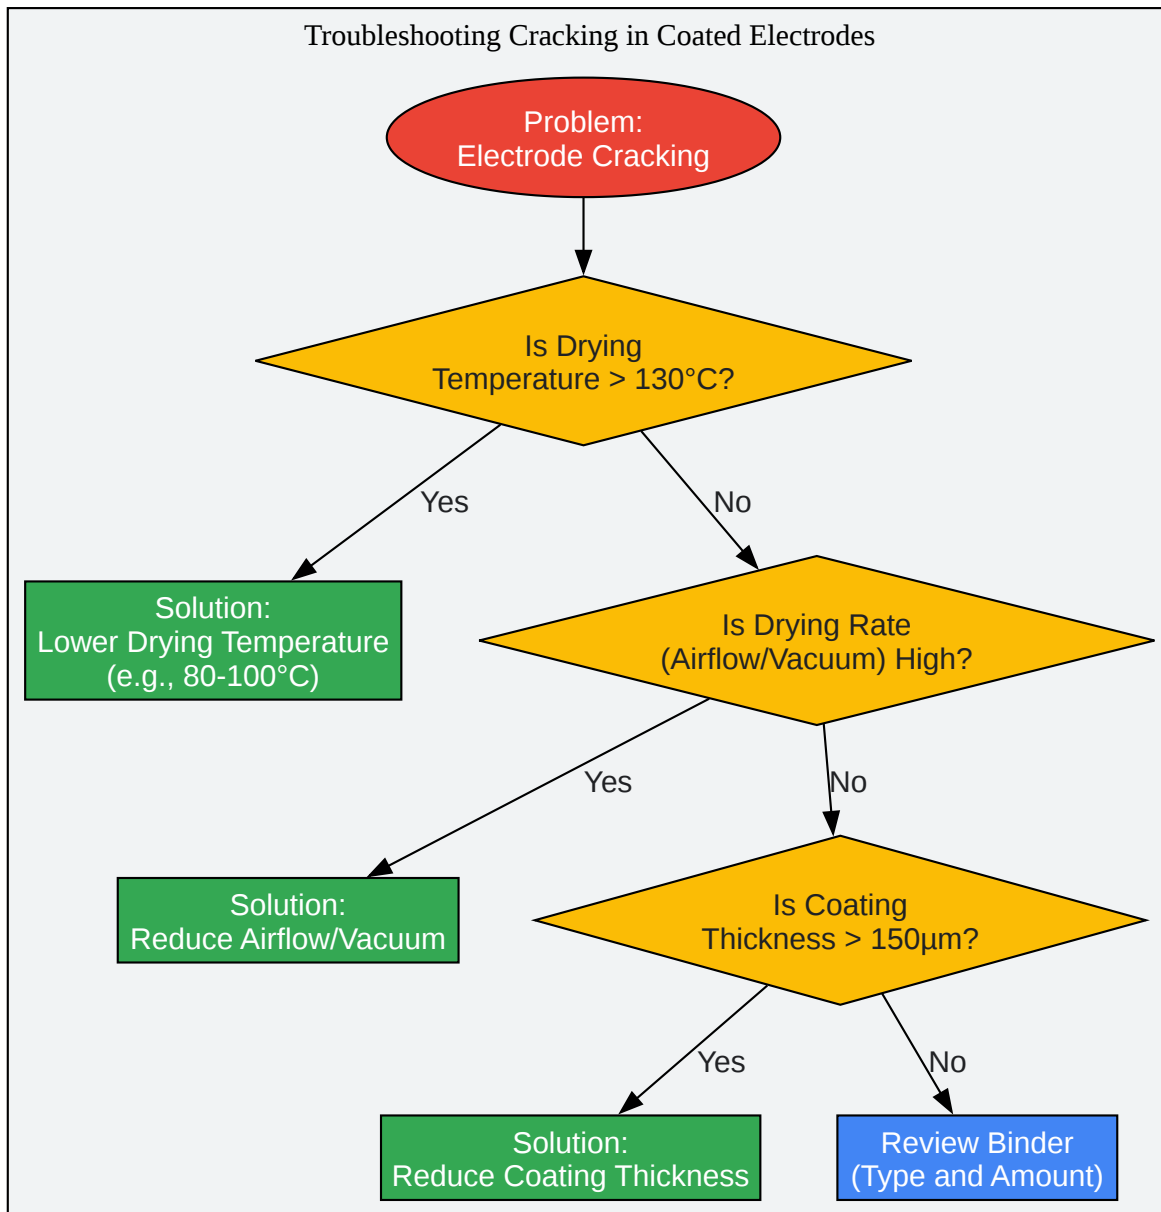 Troubleshooting Cracking in Coated Electrodes
Problem:
Electrode Cracking
Is Drying
Temperature > 130°C?
Yes
No
Solution:
Lower Drying Temperature
(e.g., 80-100°C)
Is Drying Rate
(Airflow/Vacuum) High?
Yes
No
Solution:
Reduce Airflow/Vacuum
Is Coating
Thickness > 150µm?
Yes
No
Solution:
Reduce Coating Thickness
Review Binder
(Type and Amount)